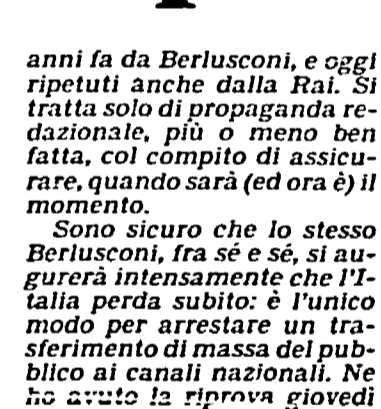 anni fa da Berlusconi, e oggi
ripetuti anche dalla Rai. Si
tratta solo di propaganda re-
dazionale, più o meno ben
fatta, col compito di assicu-
rare, quando sarà (ed ora è) il
momento.
Sono sicuro che lo stesso
Berlusconi, fra sé e sé, si au-
gurerà intensamente che l'I-
talia perda subito: è l'unico
modo per arrestare un tra-
sferimento di massa del pub-
blico ai canali nazionali. Ne
ho avuto la riprova giovedì